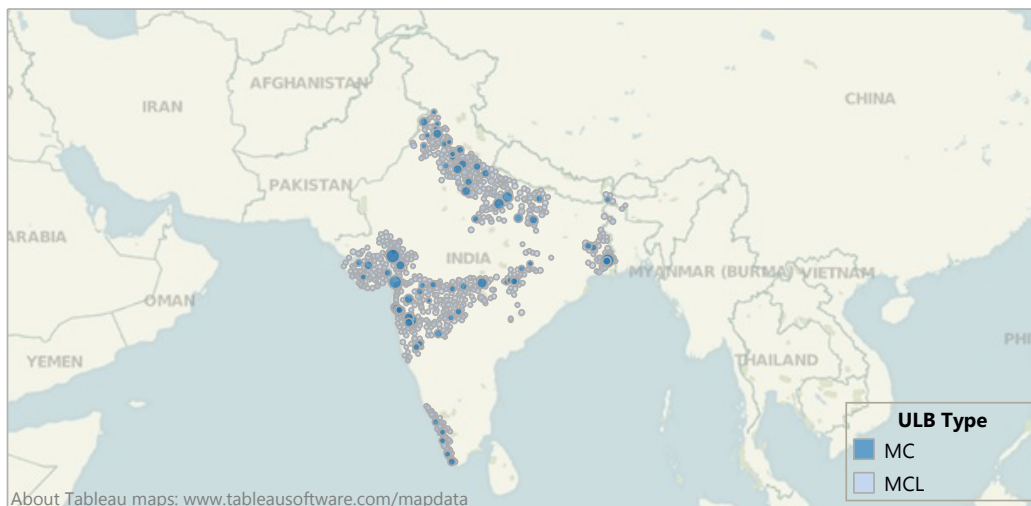 AFGHANISTAN
CHINA
IRAN
PAKISTAN
ARABIA
INDIA
MYANMAR (BURMA)
VIETNAM
OMAN
PHI
YEMEN
THAILAND
ULB Type
MC
MCL
About Tableau maps: www.tableausoftware.com/mapdata